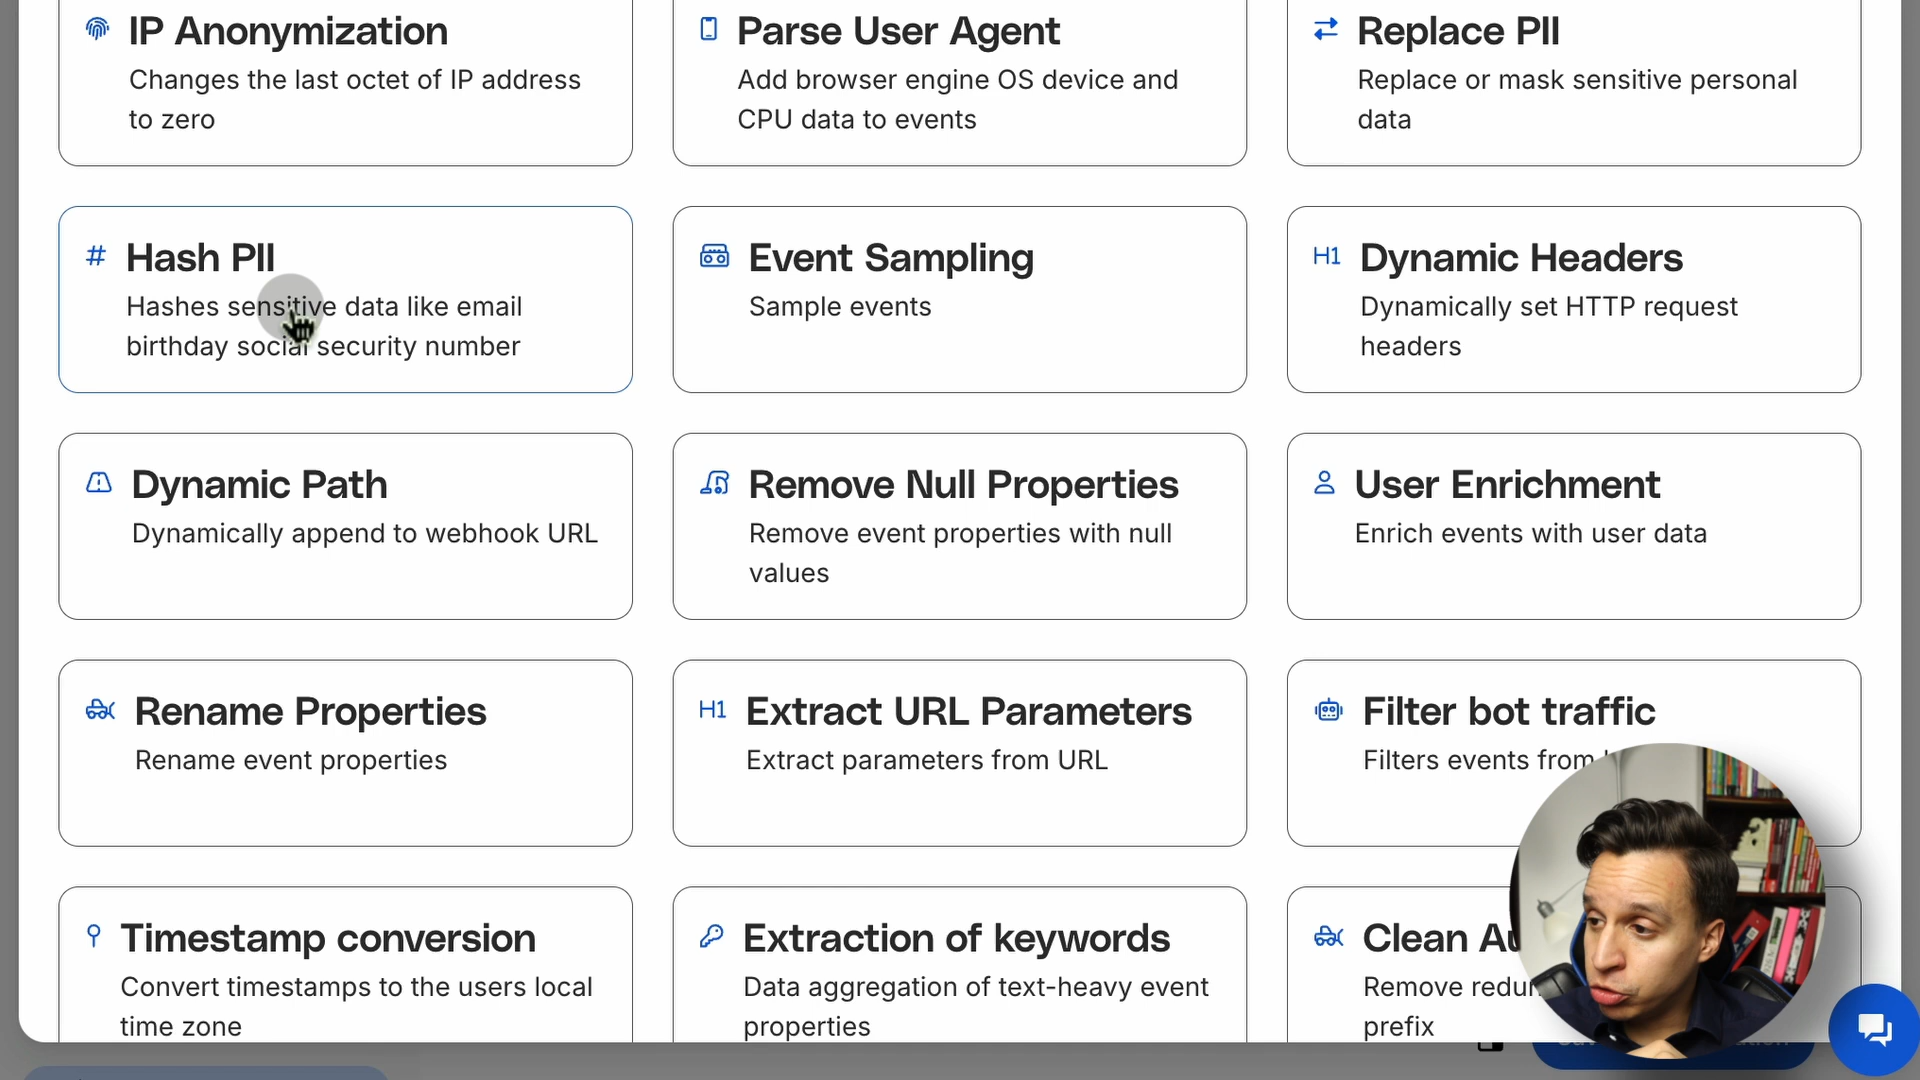 IP Anonymization
Changes the last octet of IP address
to zero
Parse User Agent
Add browser engine OS device and
CPU data to events
Replace PII
Replace or mask sensitive personal
data
# Hash PII
Hashes sensitive data like email
birthday social security number
Event Sampling
Sample events
H1 Dynamic Headers
Dynamically set HTTP request
headers
Dynamic Path
Dynamically append to webhook URL
Remove Null Properties
Remove event properties with null
values
User Enrichment
Enrich events with user data
Rename Properties
Rename event properties
H1 Extract URL Parameters
Extract parameters from URL
Filter bot traffic
Filters events from
Timestamp conversion
Convert timestamps to the users local
time zone
Extraction of keywords
Data aggregation of text-heavy event
properties
Clean
Remove
prefix